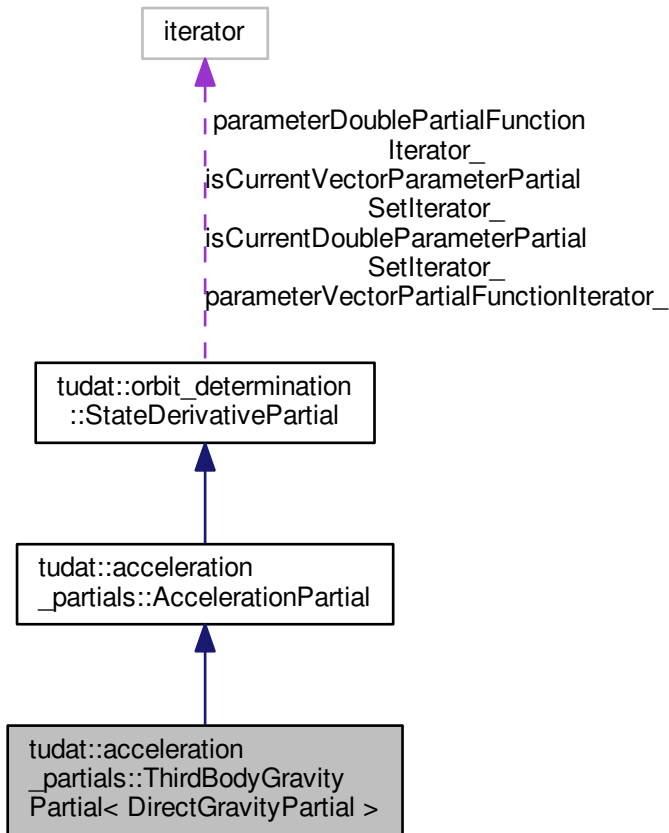 iterator
parameterDoublePartialFunction
Iterator_
isCurrentVectorParameterPartial
SetIterator_
isCurrentDoubleParameterPartial
SetIterator_
parameterVectorPartialFunctionIterator_
tudat::orbit_determination
::StateDerivativePartial
tudat::acceleration
_partials::AccelerationPartial
tudat::acceleration
_partials::ThirdBodyGravity
Partial< DirectGravityPartial >